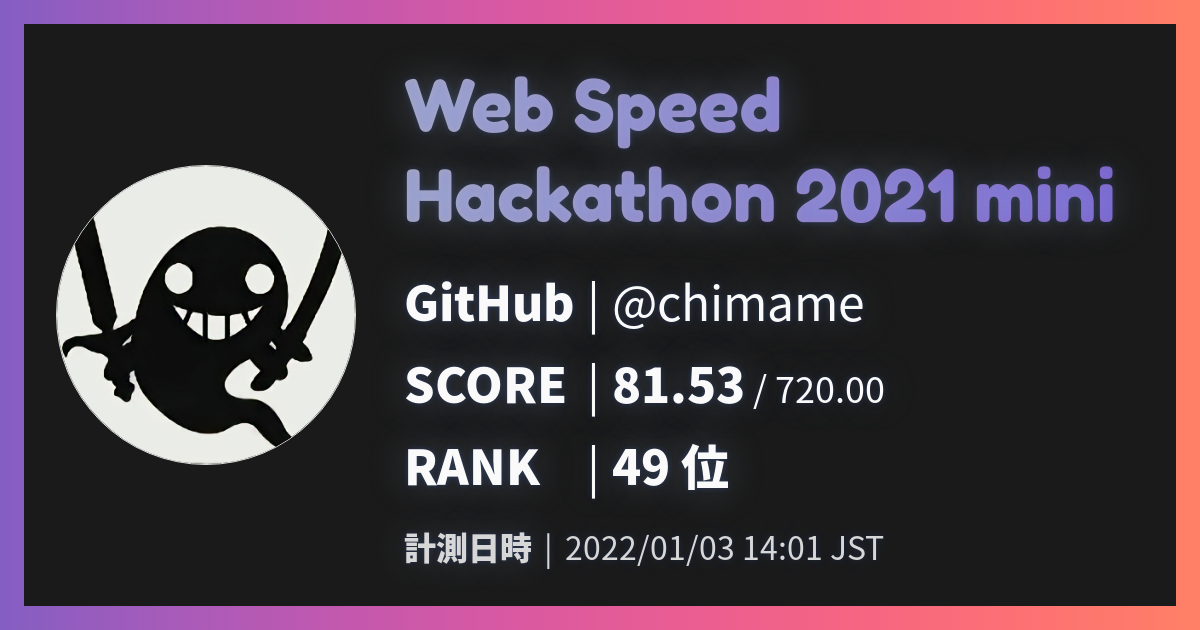 Web Speed
Hackathon 2021 mini
GitHub | @chimame
SCORE | 81.53 / 720.00
RANK | 49 位
計測日時 | 2022/01/03 14:01 JST